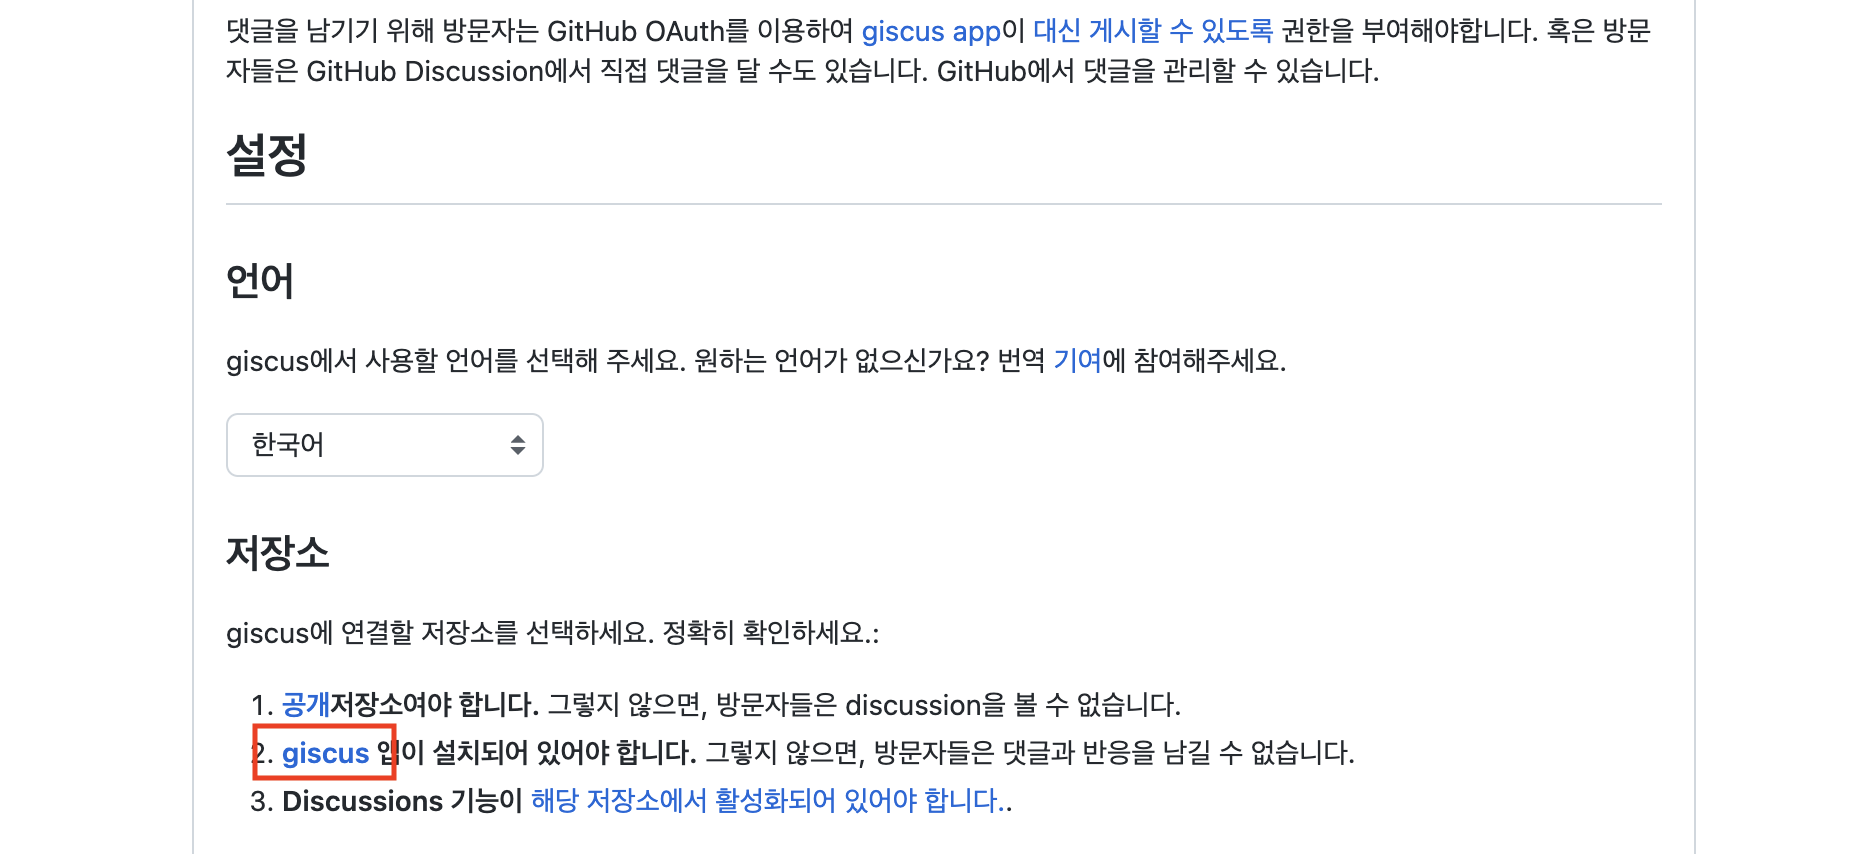 댓글을 남기기 위해 방문자는 GitHub OAuth를 이용하여 giscus app이 대신 게시할 수 있도록 권한을 부여해야합니다. 혹은 방문
자들은 GitHub Discussion에서 직접 댓글을 달 수도 있습니다. GitHub에서 댓글을 관리할 수 있습니다.
설정
언어
giscus에서 사용할 언어를 선택해 주세요. 원하는 언어가 없으신가요? 번역 기여에 참여해주세요.
한국어
저장소
giscus에 연결할 저장소를 선택하세요. 정확히 확인하세요.:
1. 공개저장소여야 합니다. 그렇지 않으면, 방문자들은 discussion을 볼 수 없습니다.
2. giscus 앱이 설치되어 있어야 합니다. 그렇지 않으면, 방문자들은 댓글과 반응을 남길 수 없습니다.
3. Discussions 기능이 해당 저장소에서 활성화되어 있어야 합니다..